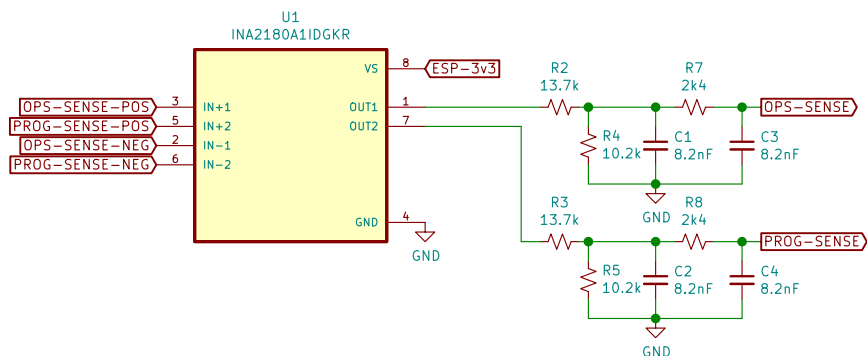 U1
INA2180A1IDGKR
VS
8
ESP-3v3
OPS-SENSE-POS
3
IN+1
OUT1
1
PROG-SENSE-POS
5
IN+2
OUT2
7
OPS-SENSE-NEG
2
IN-1
PROG-SENSE-NEG
6
IN-2
GND
4
GND
R2
13.7k
R7
2k4
OPS-SENSE
R4
10.2k
C1
8.2nF
C3
8.2nF
GND
R3
13.7k
R8
2k4
PROG-SENSE
R5
10.2k
C2
8.2nF
C4
8.2nF
GND